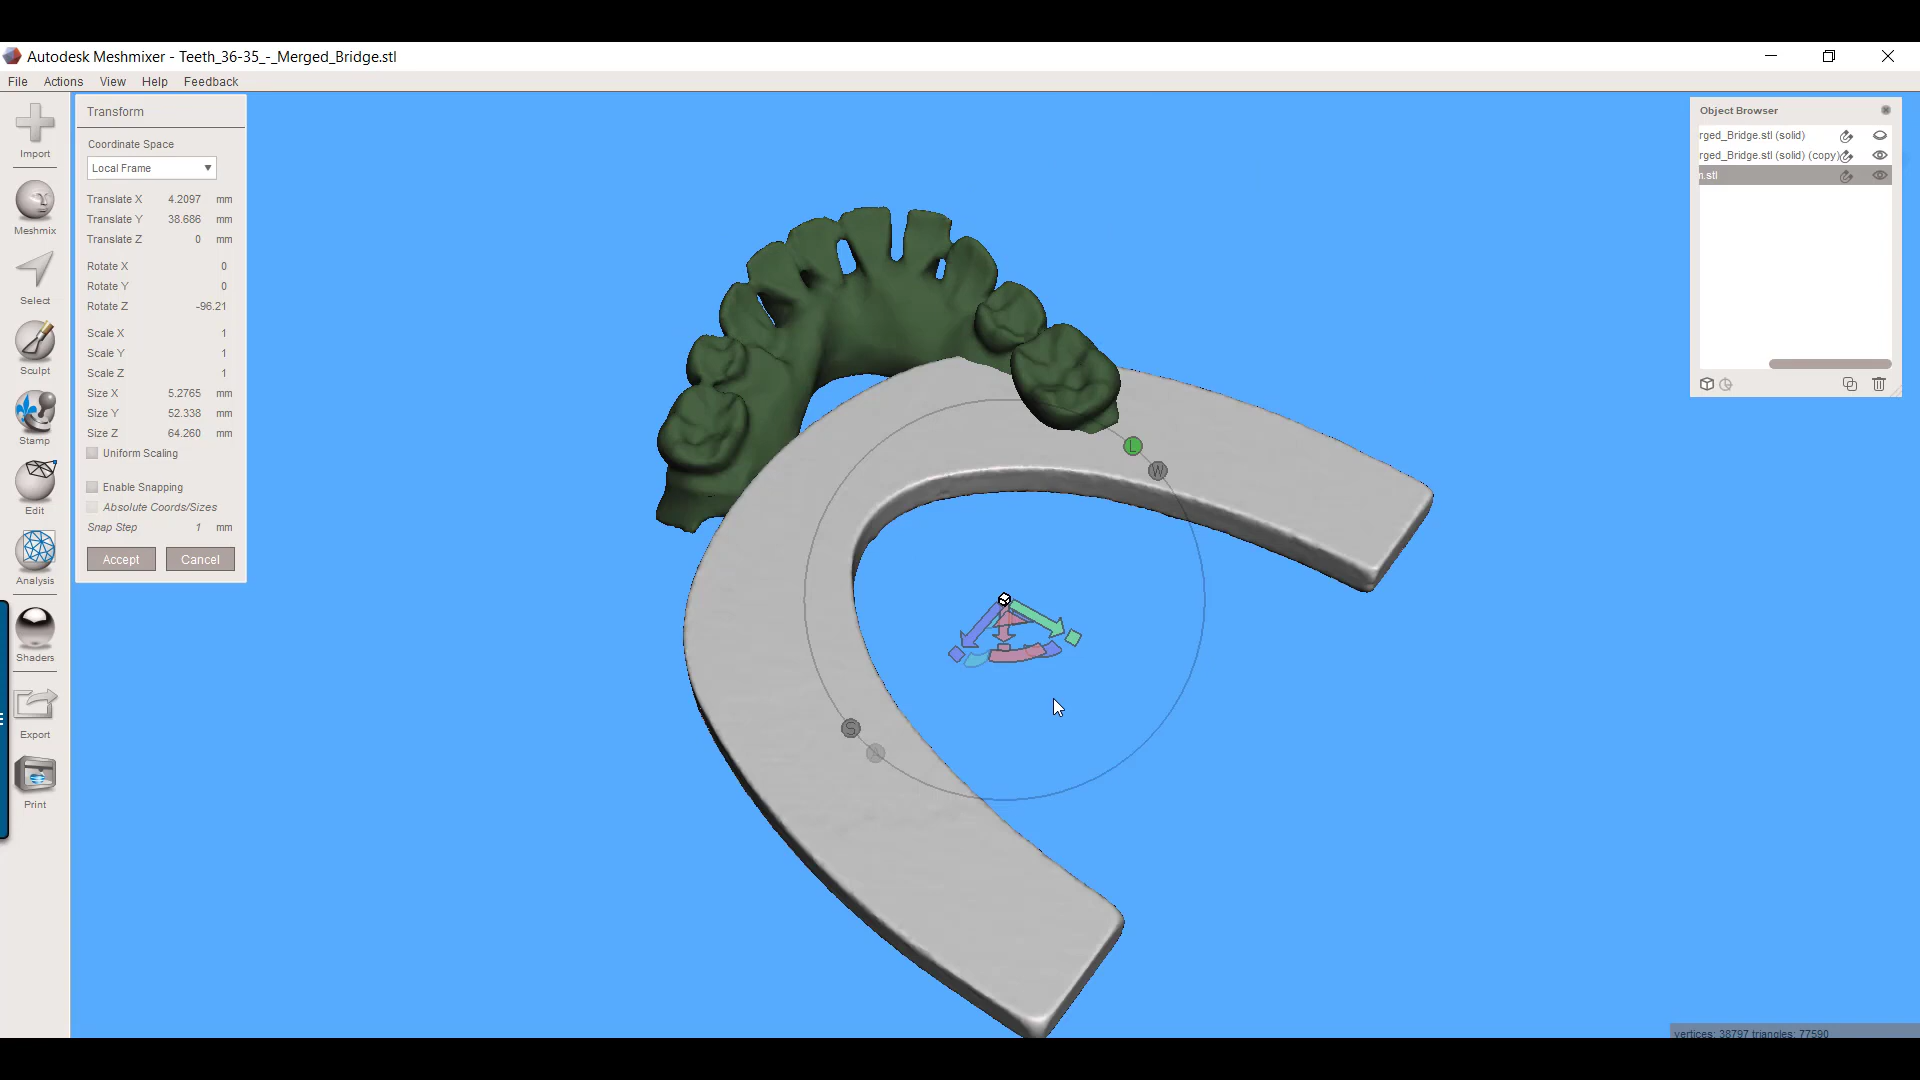 Autodesk Meshmixer - Teeth_36-35_-_Merged_Bridge.stl
File Actions View Help Feedback
Import
Meshmix
Select
Sculpt
Stamp
Edit
Analysis
Shaders
Export
Print
Transform
Coordinate Space
Local Frame
Translate X 4.2097 mm
Translate Y 38.686 mm
Translate Z 0 mm
Rotate X 0
Rotate Y 0
Rotate Z -96.21
Scale X 1
Scale Y 1
Scale Z 1
Size X 5.2765 mm
Size Y 52.338 mm
Size Z 64.260 mm
Uniform Scaling
Enable Snapping
Absolute Coords/Sizes
Snap Step 1 mm
Accept Cancel
L
W
S
Object Browser
rged_Bridge.stl (solid)
rged_Bridge.stl (solid) (copy)
.stl
vertices: 38797 triangles: 77590